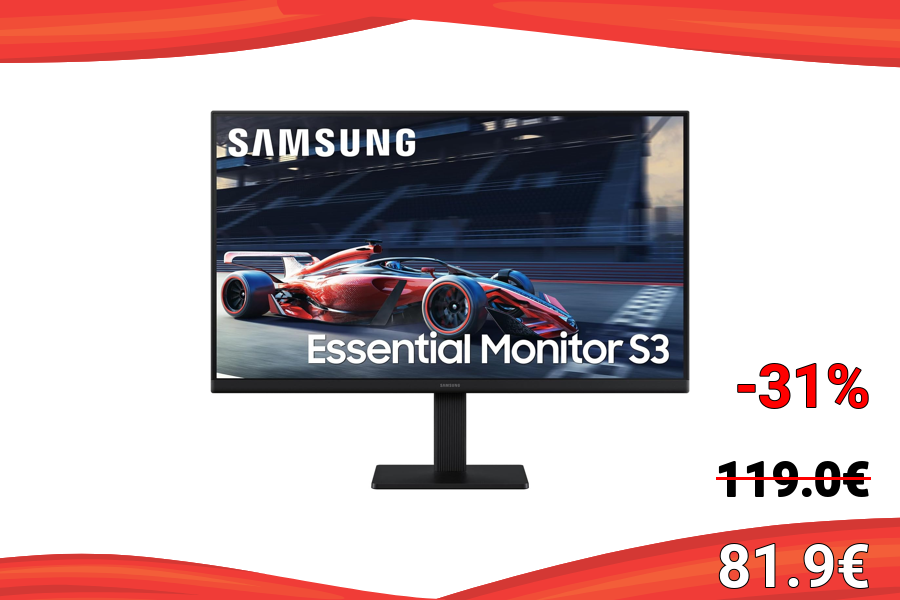 SAMSUNG
Essential Monitor S3
SAMSUNG
-31%
119.0€
81.9€